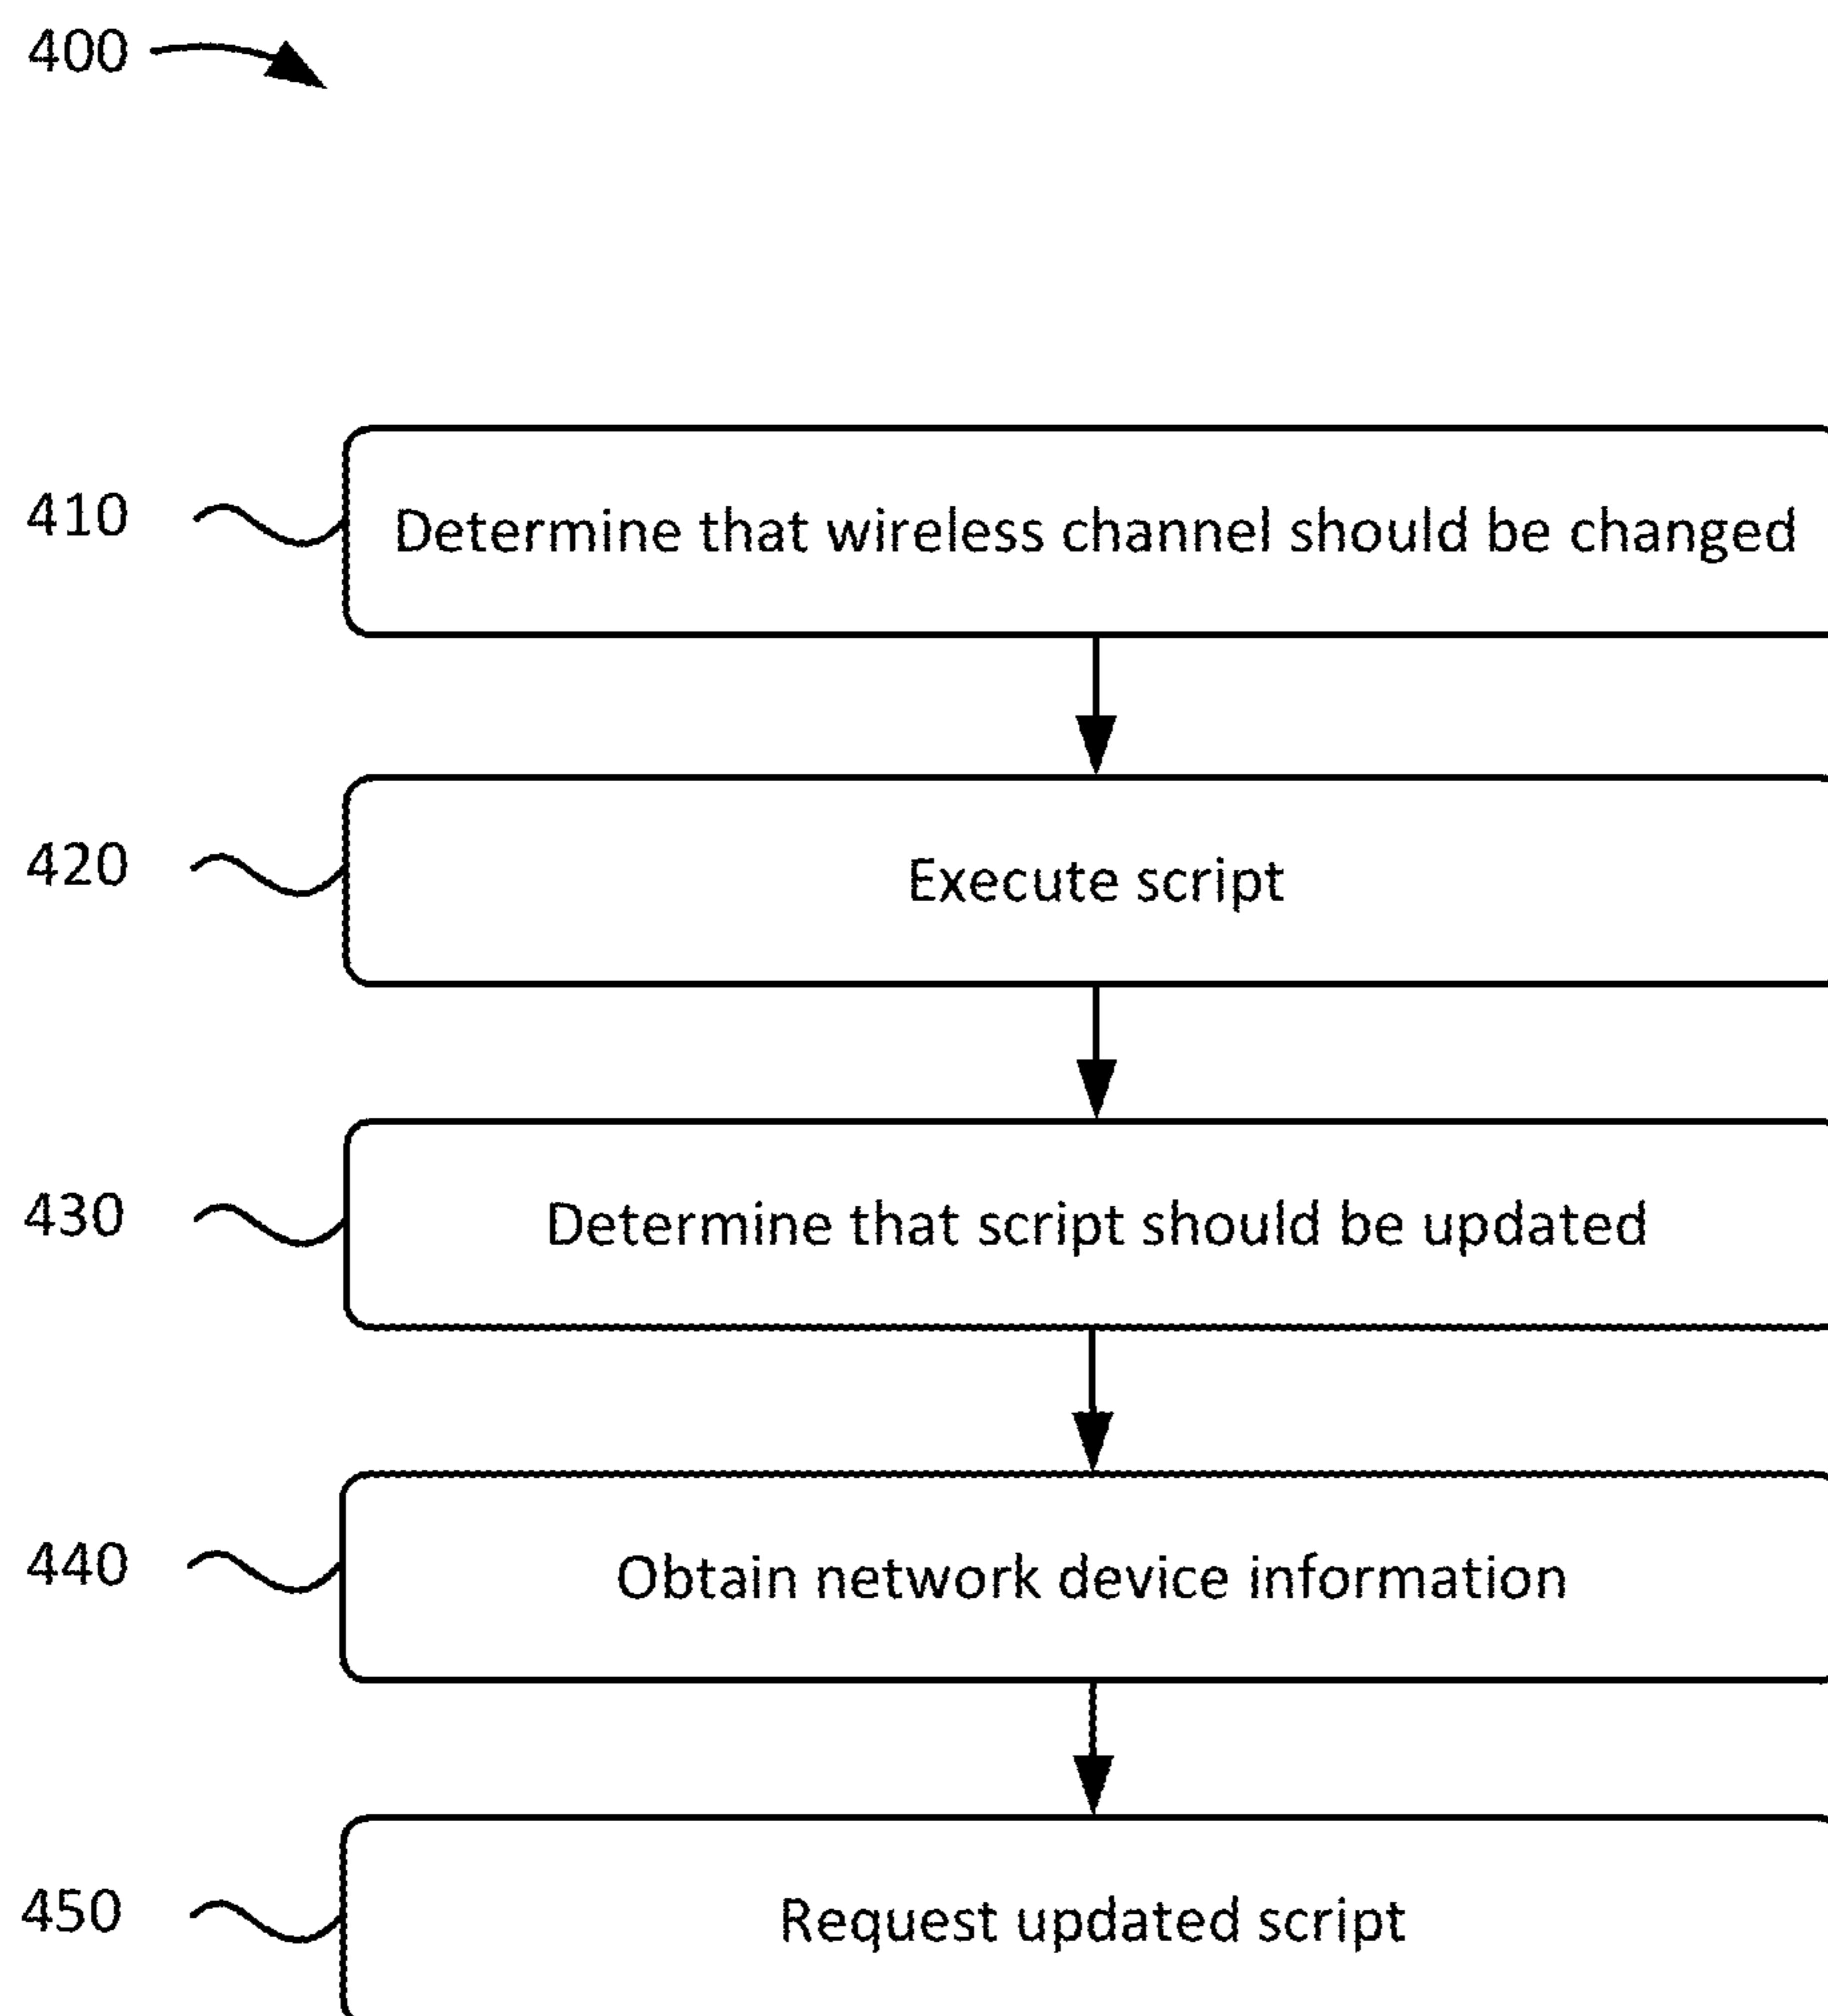 400
410 Determine that wireless channel should be changed
420 Execute script
430 Determine that script should be updated
440 Obtain network device information
450 Request updated script